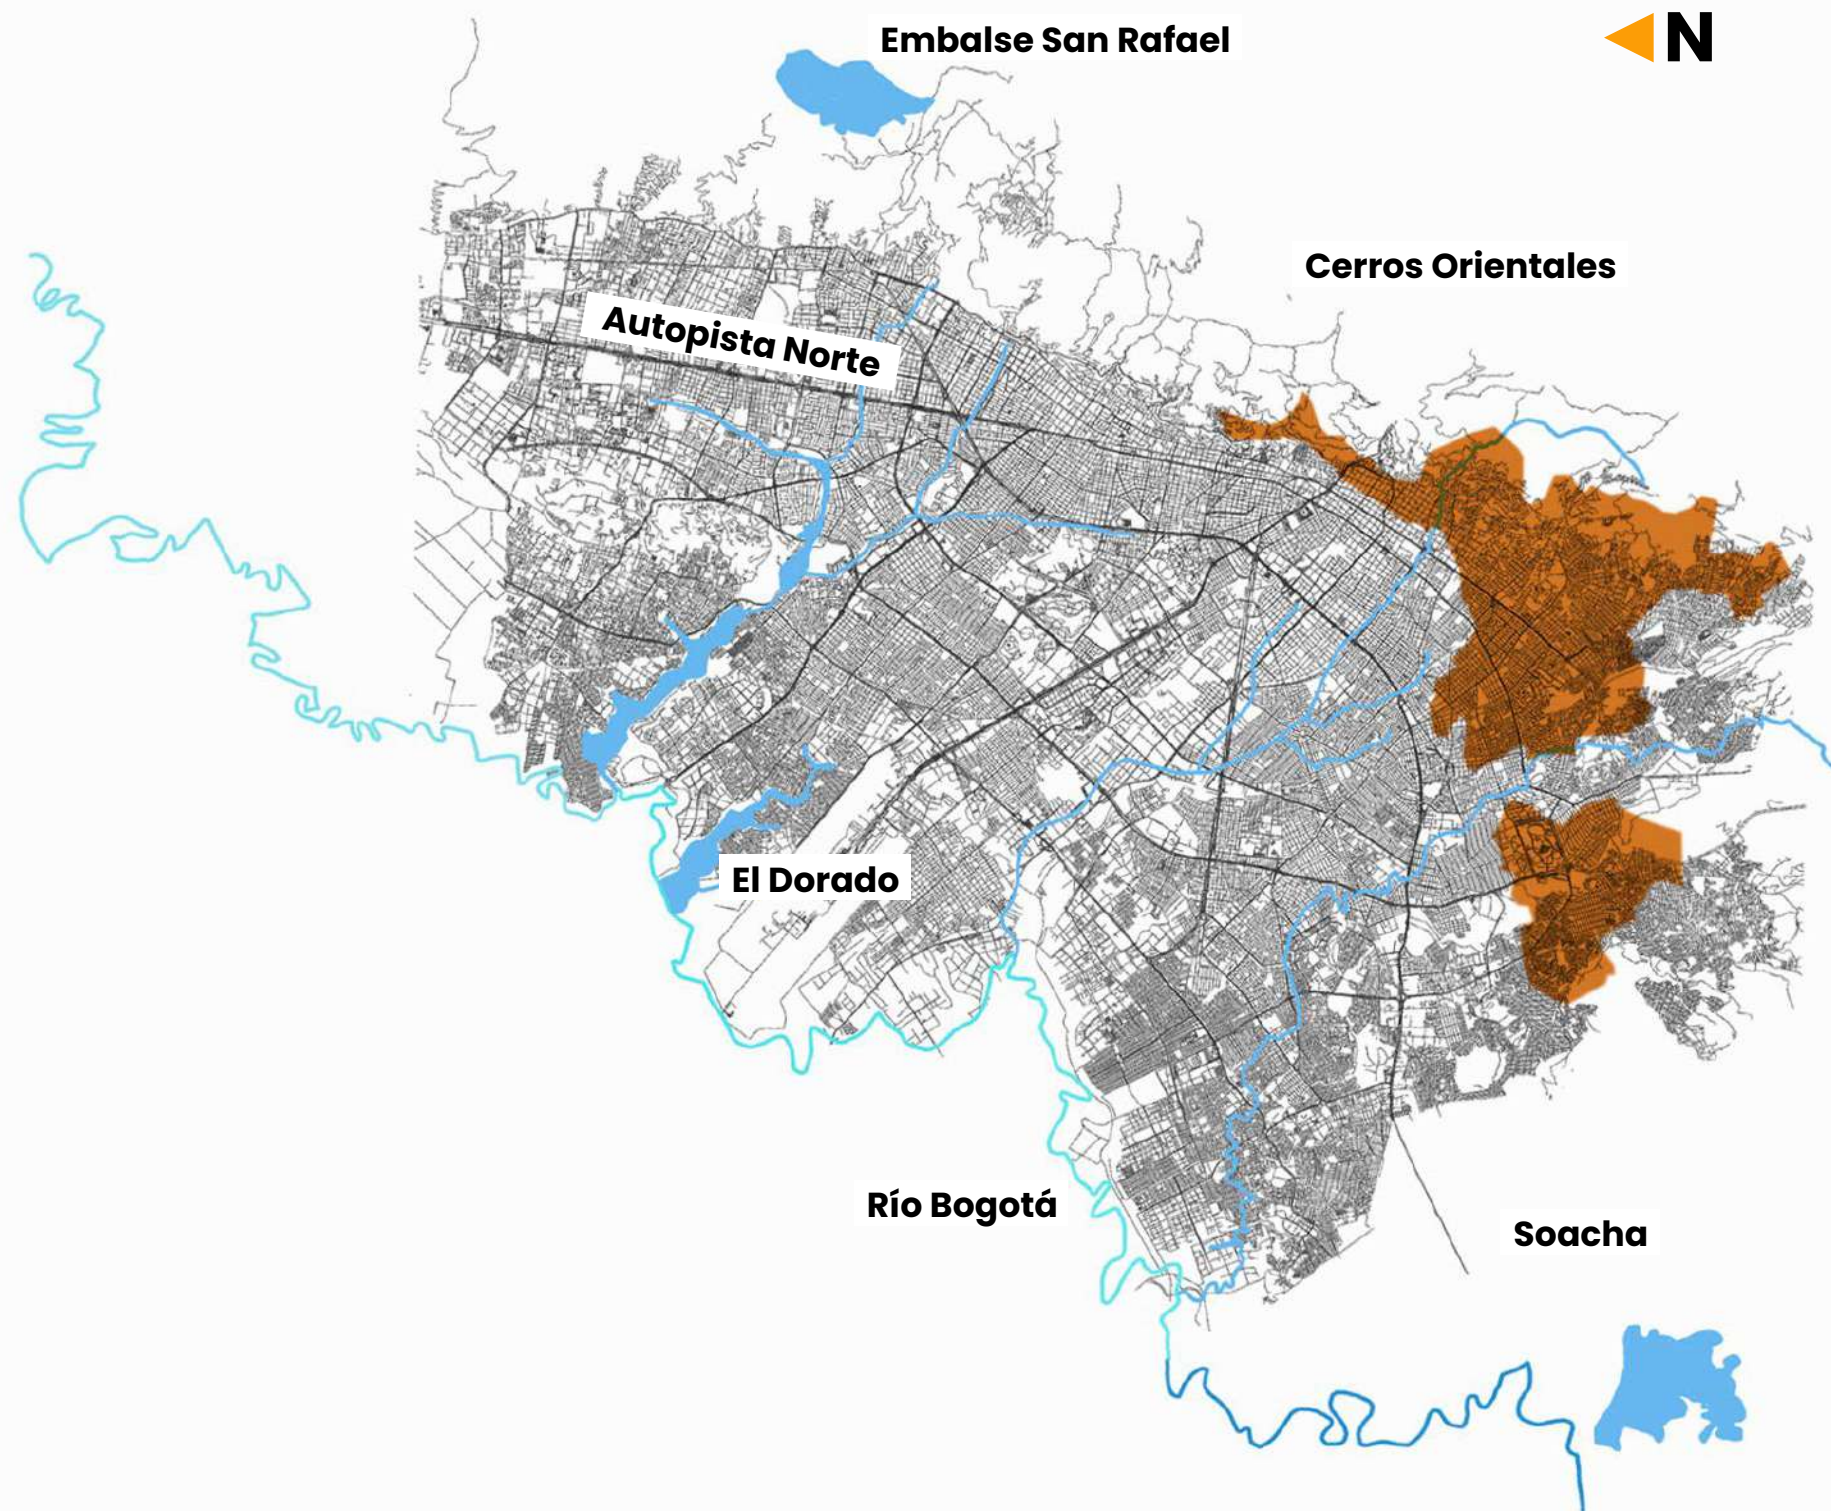 Embalse San Rafael
N
Cerros Orientales
Autopista Norte
El Dorado
Río Bogotá
Soacha